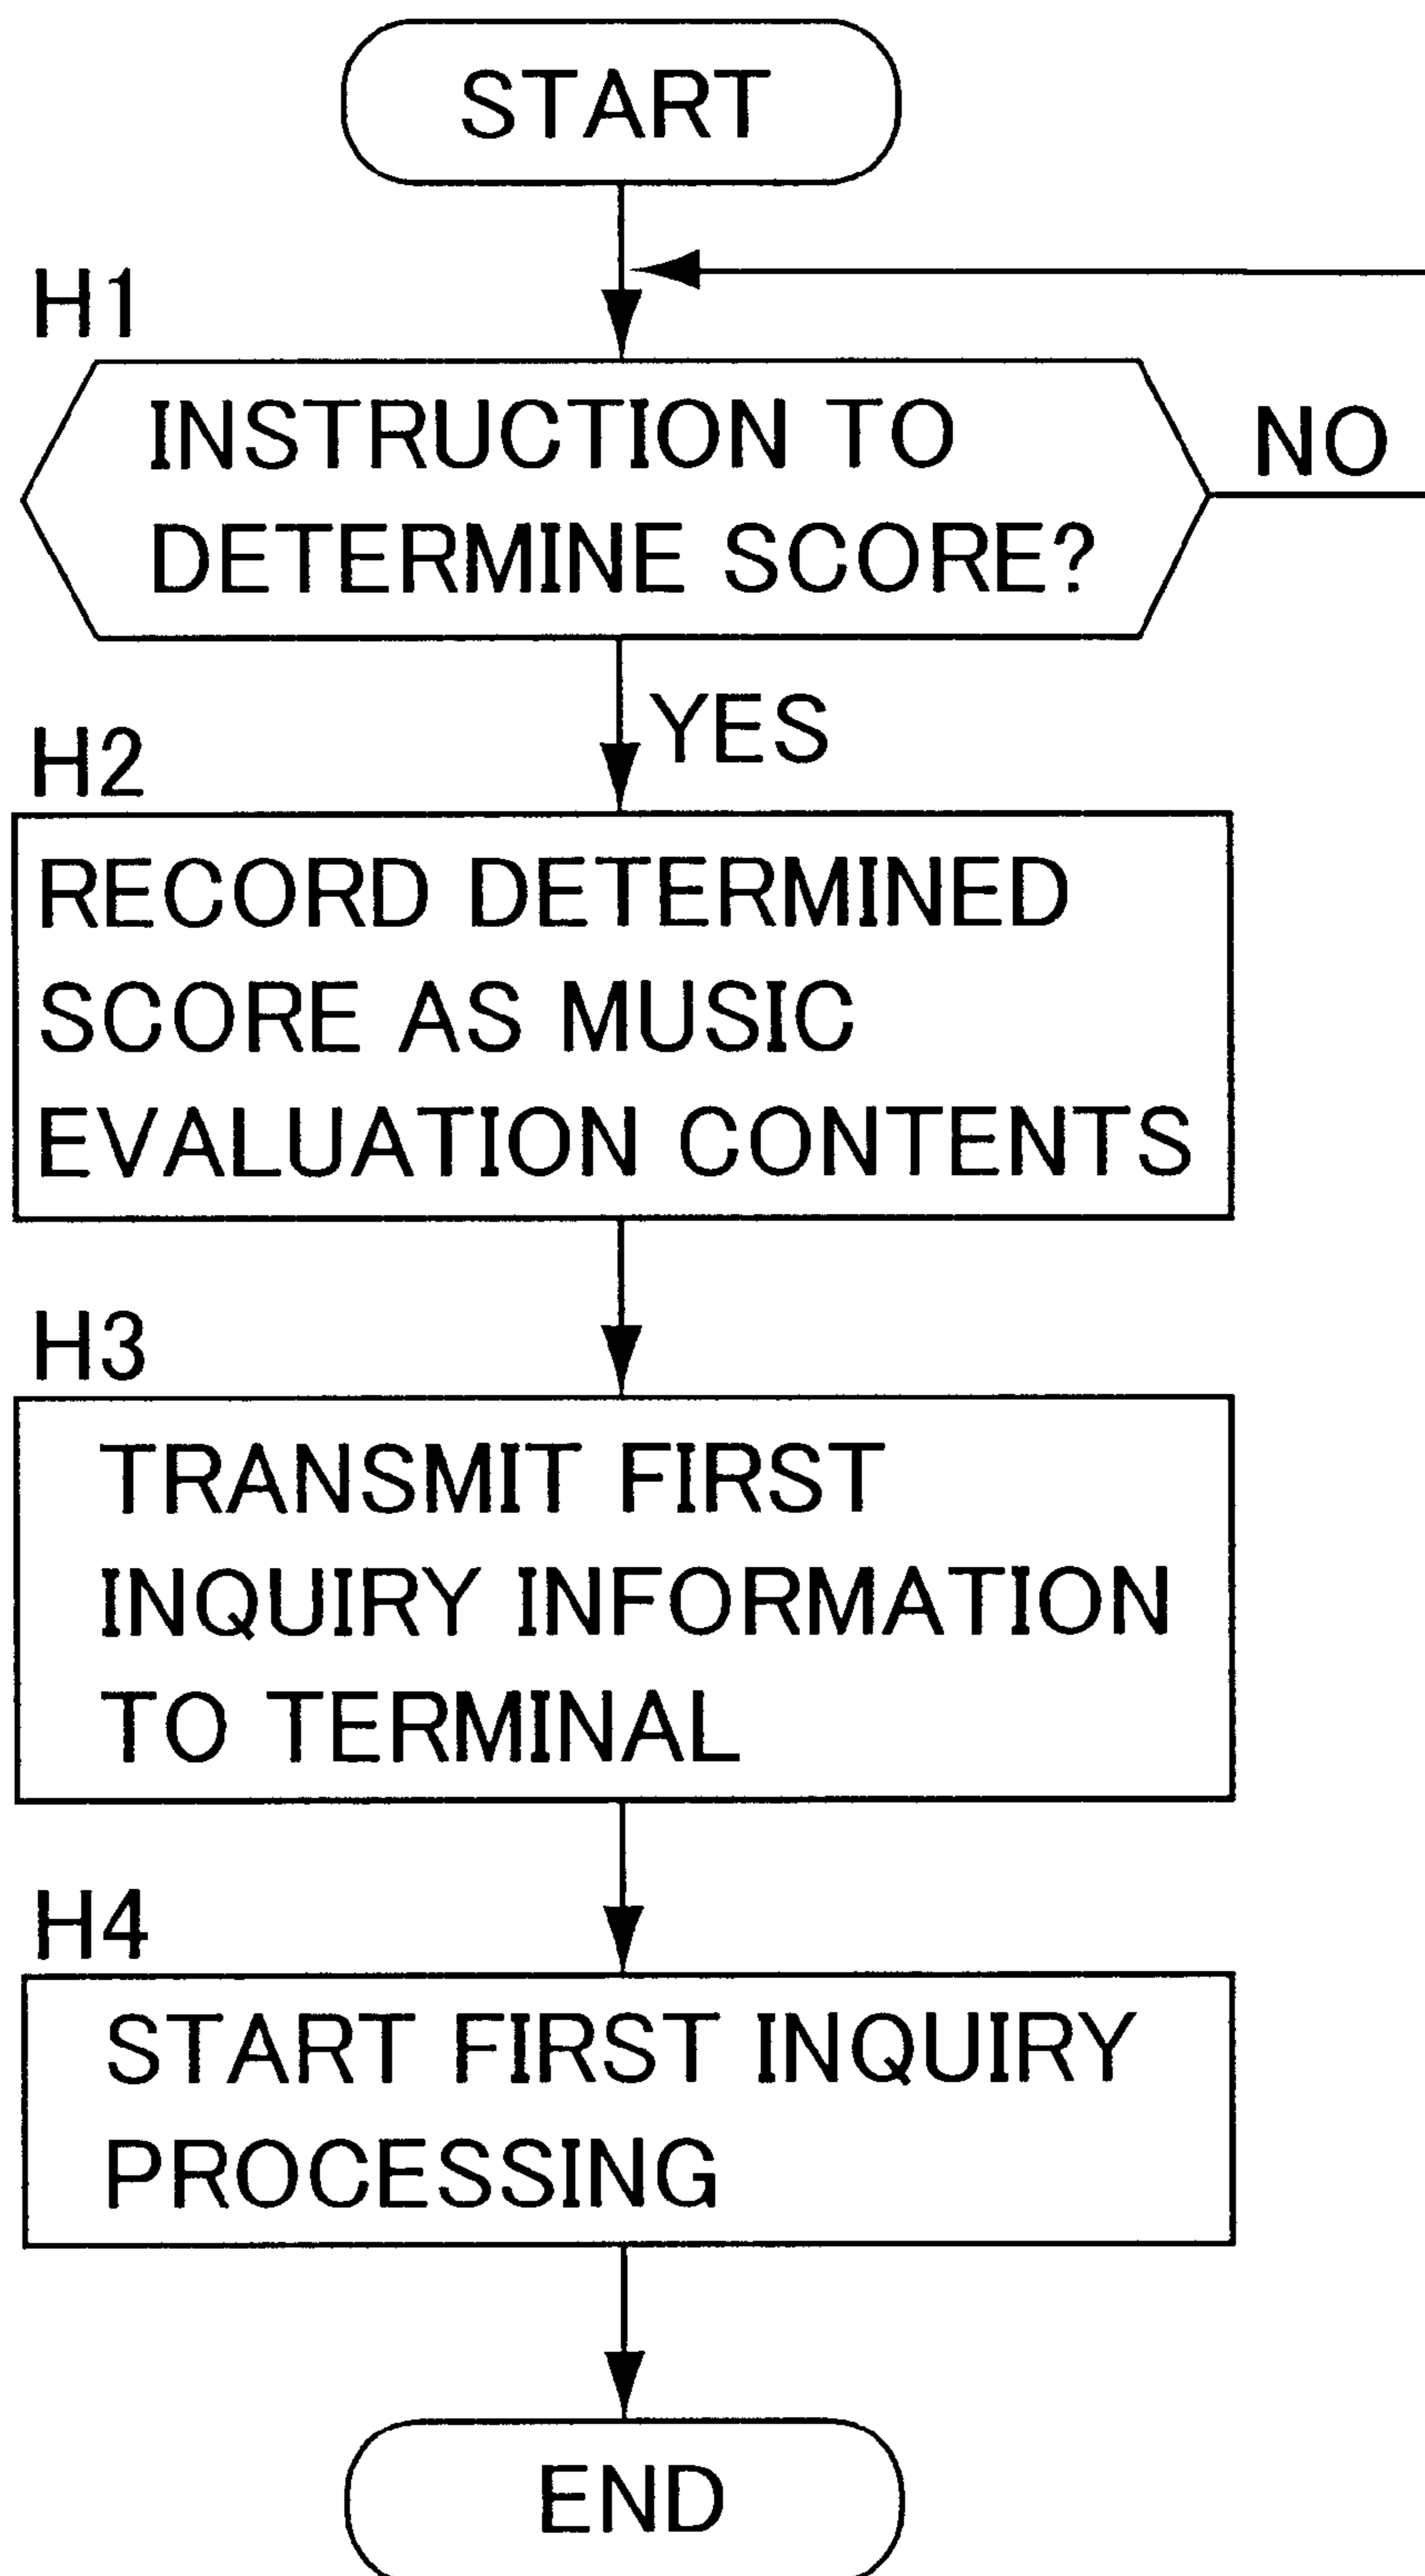 START
H1
INSTRUCTION TO
DETERMINE SCORE?
NO
YES
H2
RECORD DETERMINED
SCORE AS MUSIC
EVALUATION CONTENTS
H3
TRANSMIT FIRST
INQUIRY INFORMATION
TO TERMINAL
H4
START FIRST INQUIRY
PROCESSING
END